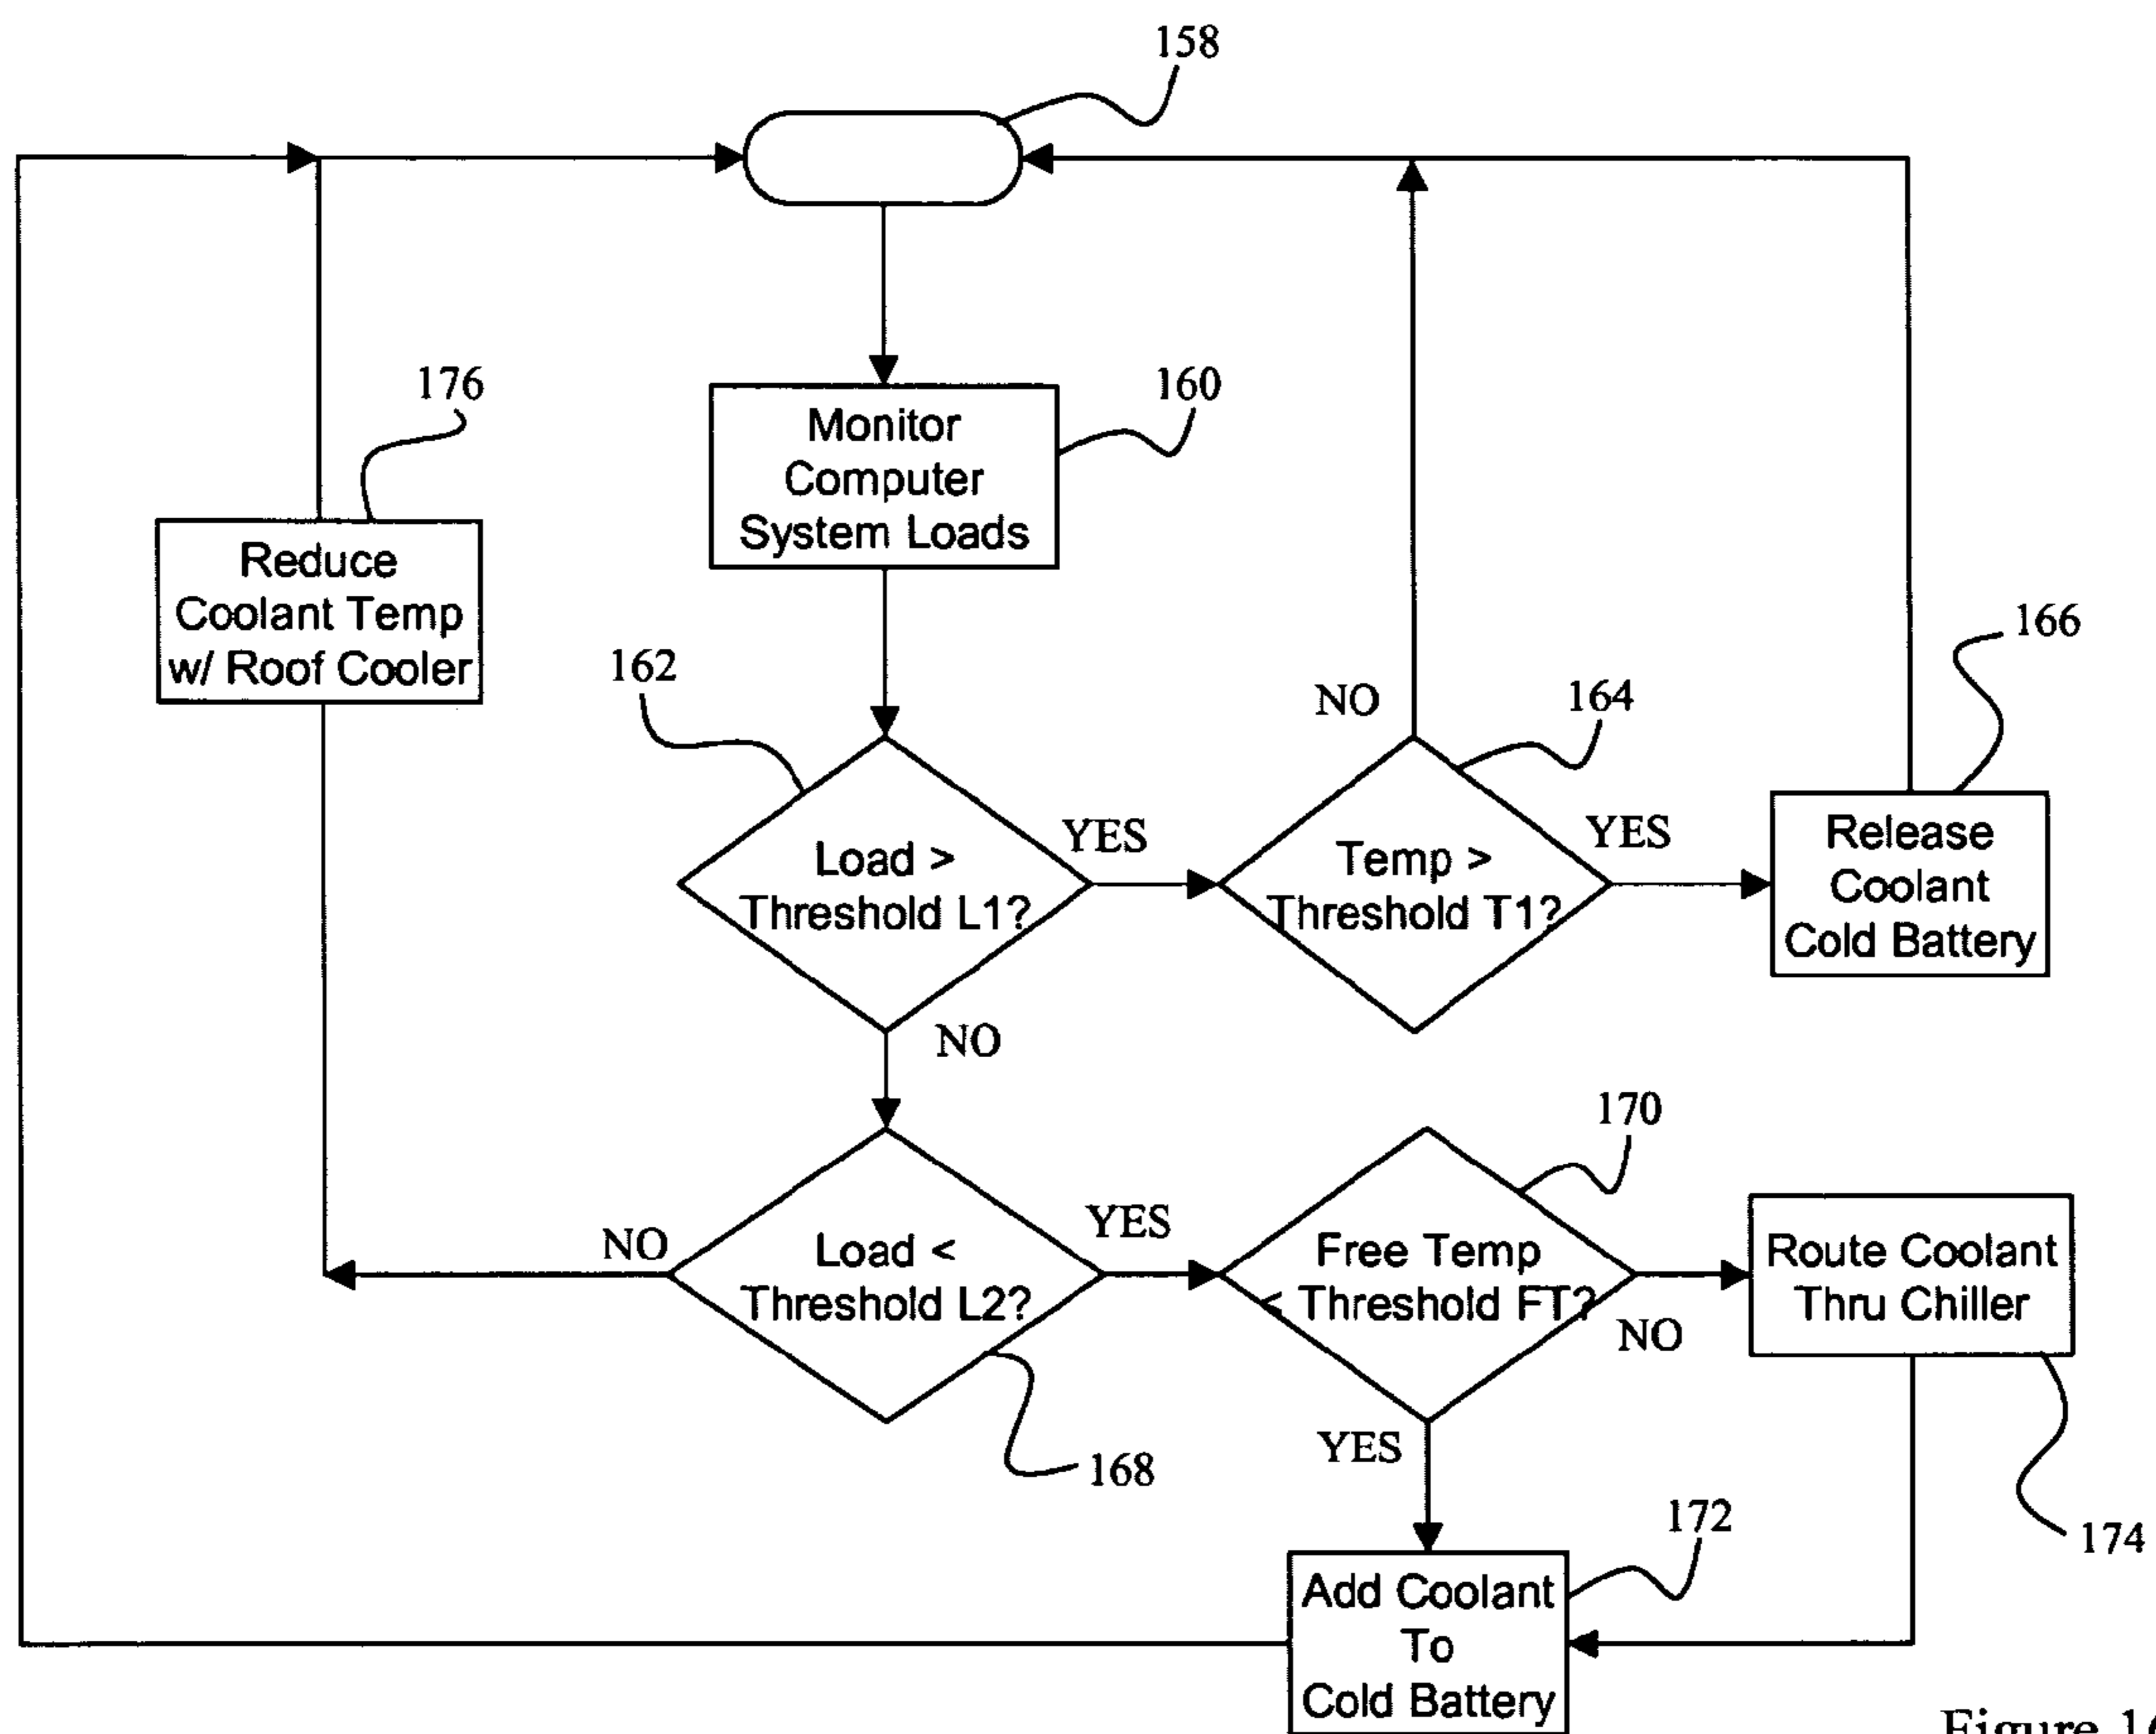 158
176
Monitor
Computer
System Loads
160
Reduce
Coolant Temp
w/ Roof Cooler
162
NO
164
166
Load >
Threshold L1?
YES
Temp >
Threshold T1?
YES
Release
Coolant
Cold Battery
NO
170
NO
Load <
Threshold L2?
YES
Free Temp
< Threshold FT?
NO
Route Coolant
Thru Chiller
168
YES
172
174
Add Coolant
To
Cold Battery